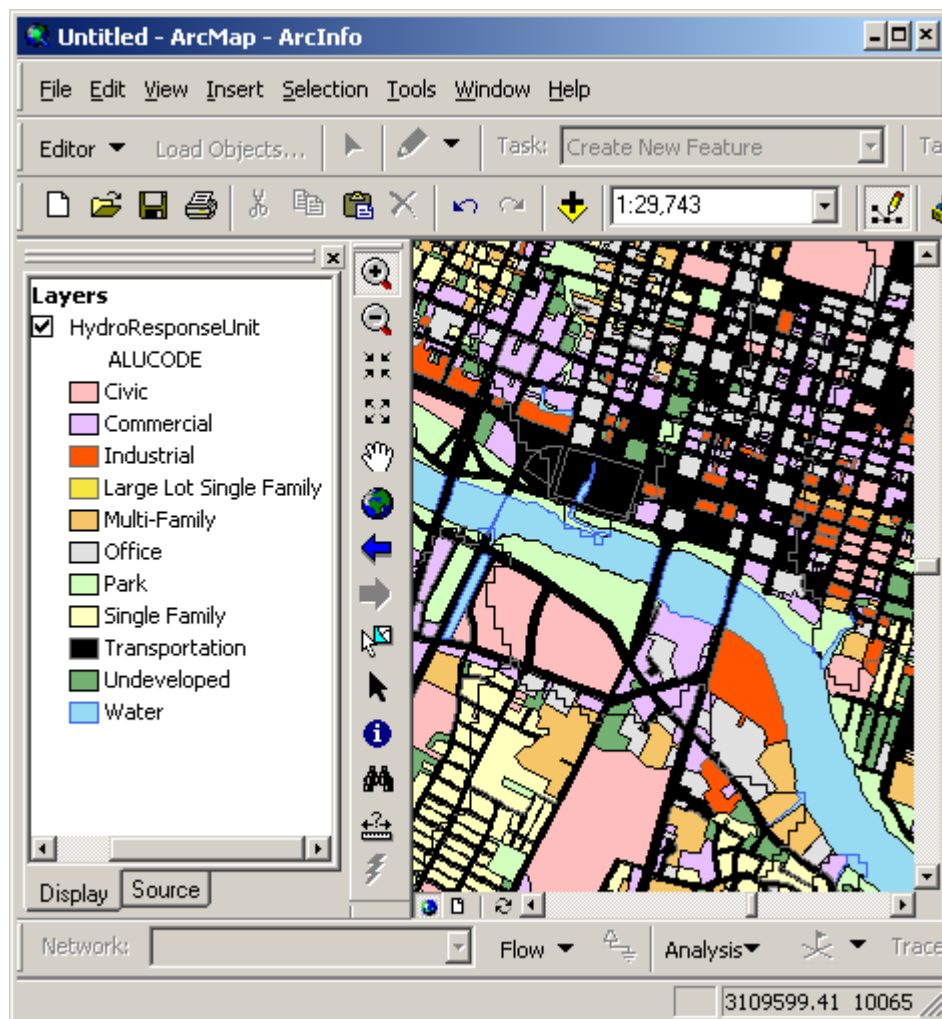 Untitled - ArcMap - ArcInfo
File Edit View Insert Selection Tools Window Help
Editor Load Objects... Task: Create New Feature Ta
1:29,743
Layers
HydroResponseUnit
ALUCODE
Civic
Commercial
Industrial
Large Lot Single Family
Multi-Family
Office
Park
Single Family
Transportation
Undeveloped
Water
Display Source
Network: Flow Analysis Trace
3109599.41 10065